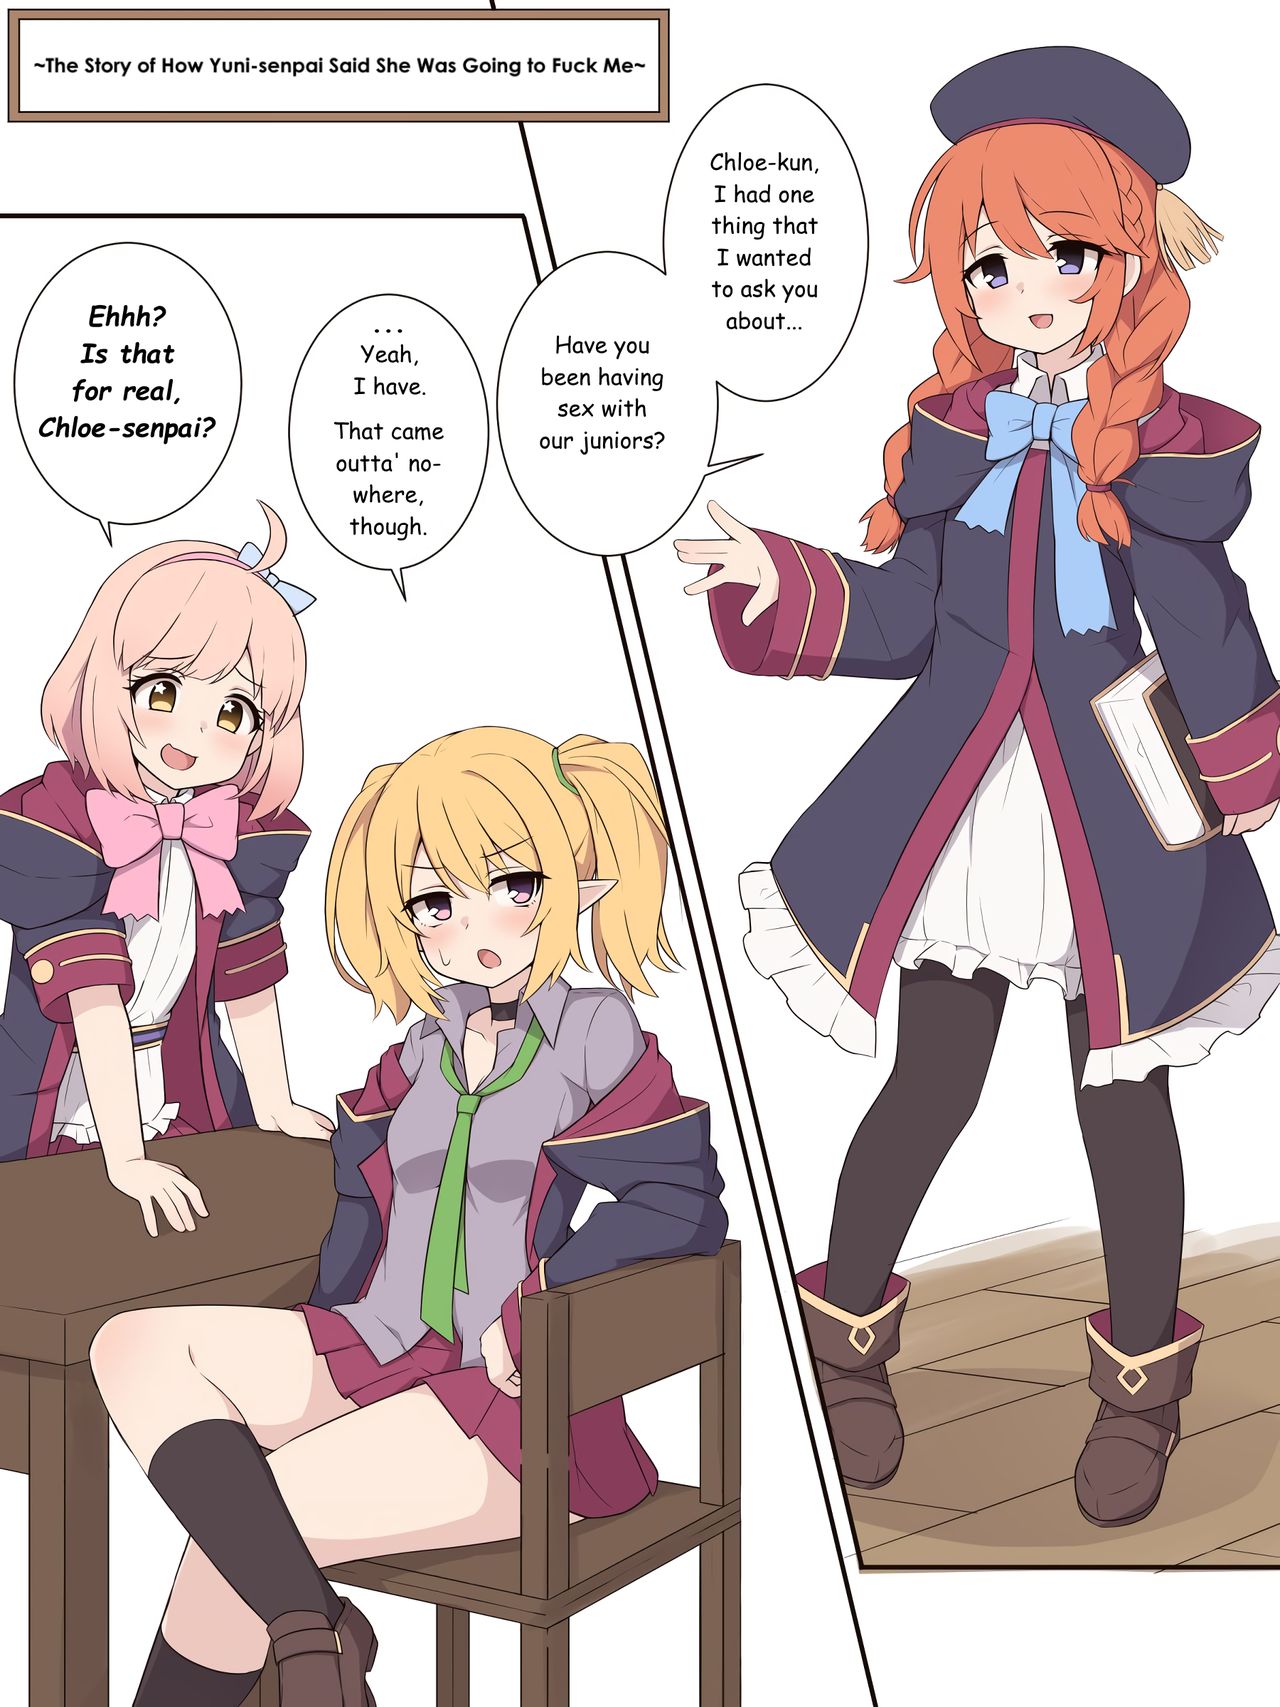 ~The Story of How Yuni-senpai Said She Was Going to Fuck Me~
Chloe-kun,
I had one
thing that
I wanted
to ask you
about...
Have you
been having
sex with
our juniors?
...
Yeah,
I have.
That came
outta' no-
where,
though.
Ehhh?
Is that
for real,
Chloe-senpai?